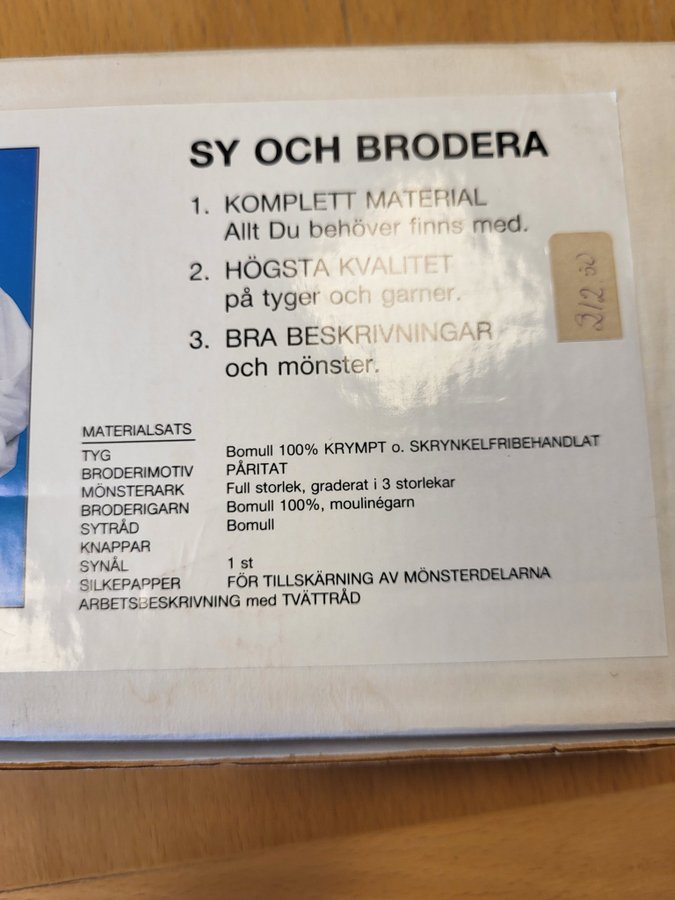 SY OCH BRODERA
1. KOMPLETT MATERIAL
Allt Du behöver finns med.
2. HÖGSTA KVALITET
på tyger och garner.
3. BRA BESKRIVNINGAR
och mönster.
212.50
MATERIALSATS
TYG Bomull 100% KRYMPT o. SKRYNKELFRIBEHANDLAT
BRODERIMOTIV PÅRITAT
MÖNSTERARK Full storlek, graderat i 3 storlekar
BRODERIGARN Bomull 100%, moulinégarn
SYTRÅD Bomull
KNAPPAR
SYNÅL 1 st
SILKEPAPPER FÖR TILLSKÄRNING AV MÖNSTERDELARNA
ARBETSBESKRIVNING med TVÄTTRÅD